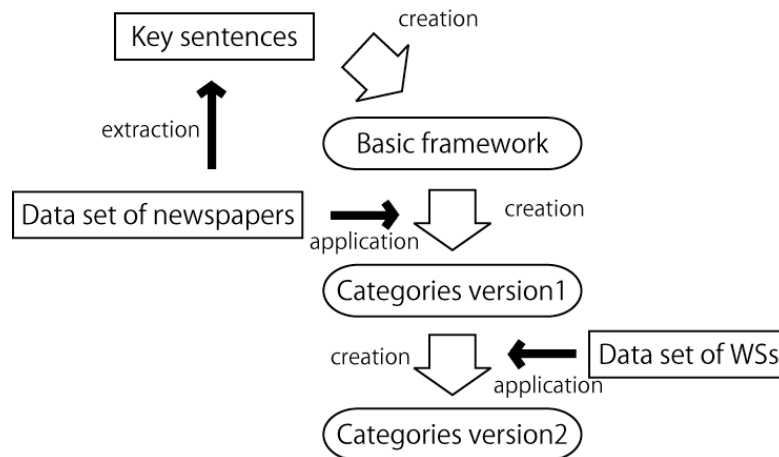 creation
Key sentences
extraction
Basic framework
Data set of newspapers
creation
application
Categories version1
creation
Data set of WSs
application
Categories version2